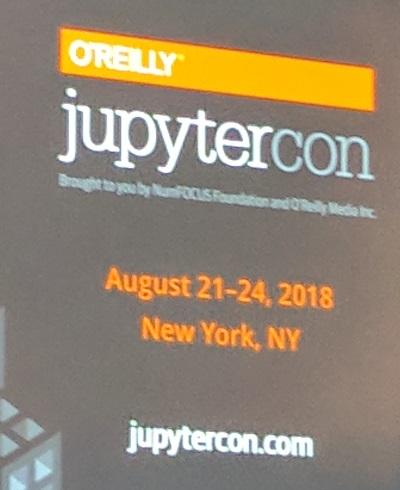 O'REILLY
jupytercon
Brought to you by NumFOCUS Foundation and O'Reilly Media Inc.
August 21–24, 2018
New York, NY
jupytercon.com